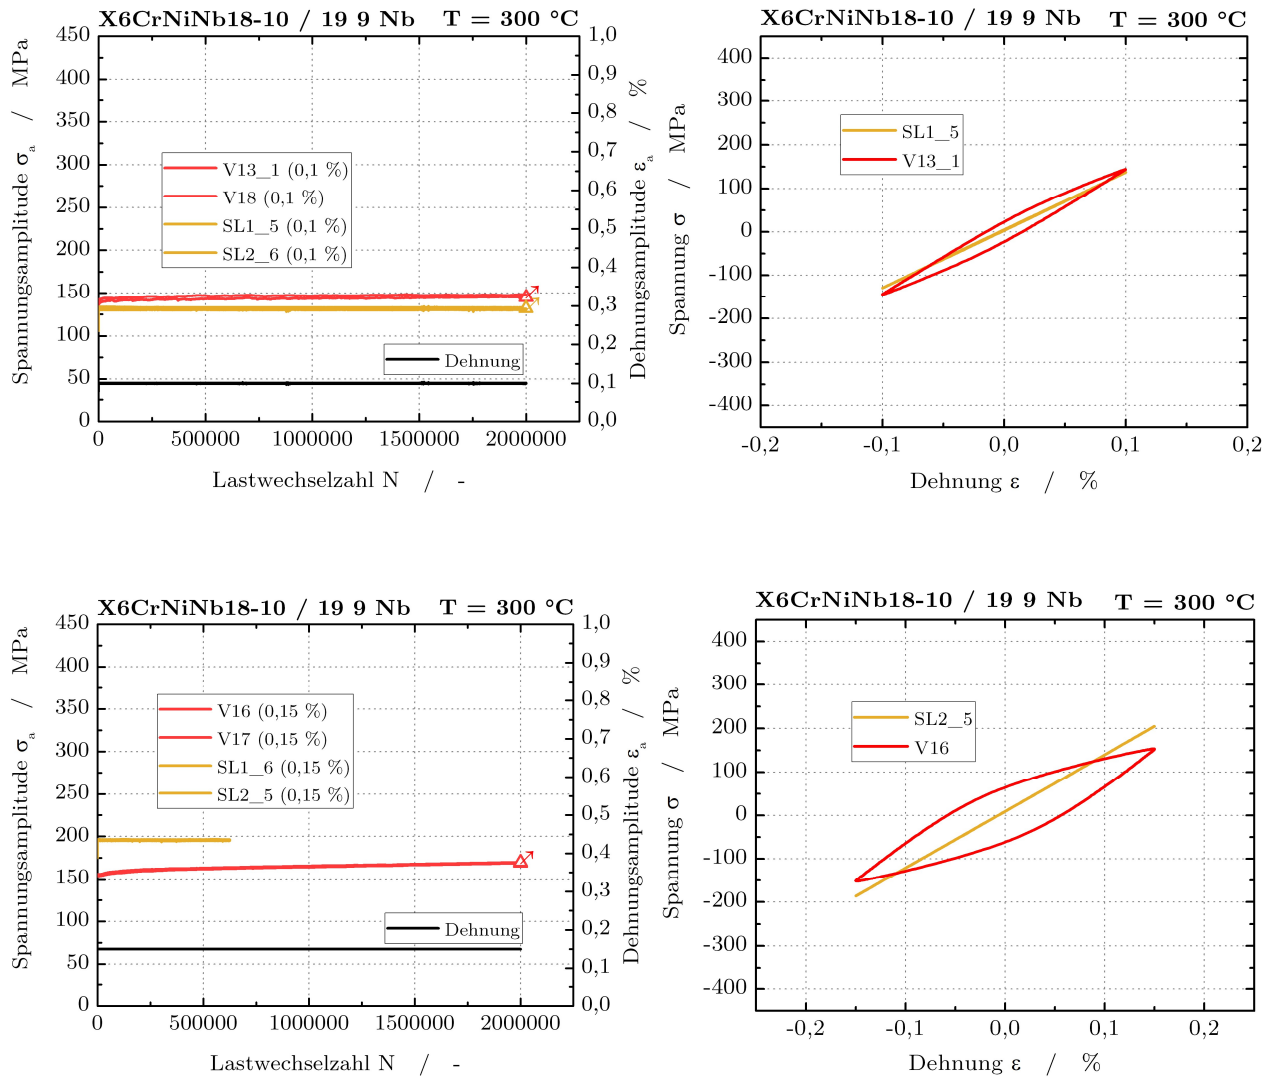 X6CrNiNb18-10 / 19 9 Nb T = 300 °C
Spannungsamplitude σa / MPa
450
400
350
300
250
200
150
100
50
0
V13_1 (0,1 %)
V18 (0,1 %)
SL1_5 (0,1 %)
SL2_6 (0,1 %)
Dehnung
1,0
0,9
0,8
0,7
0,6
0,5
0,4
0,3
0,2
0,1
0,0
Dehnungsamplitude εa / %
0 500000 1000000 1500000 2000000
Lastwechselzahl N / -
X6CrNiNb18-10 / 19 9 Nb T = 300 °C
Spannung σ / MPa
400
300
200
100
0
-100
-200
-300
-400
SL1_5
V13_1
-0,2 -0,1 0,0 0,1 0,2
Dehnung ε / %
X6CrNiNb18-10 / 19 9 Nb T = 300 °C
Spannungsamplitude σa / MPa
450
400
350
300
250
200
150
100
50
0
V16 (0,15 %)
V17 (0,15 %)
SL1_6 (0,15 %)
SL2_5 (0,15 %)
Dehnung
1,0
0,9
0,8
0,7
0,6
0,5
0,4
0,3
0,2
0,1
0,0
Dehnungsamplitude εa / %
0 500000 1000000 1500000 2000000
Lastwechselzahl N / -
X6CrNiNb18-10 / 19 9 Nb T = 300 °C
Spannung σ / MPa
400
300
200
100
0
-100
-200
-300
-400
SL2_5
V16
-0,2 -0,1 0,0 0,1 0,2
Dehnung ε / %